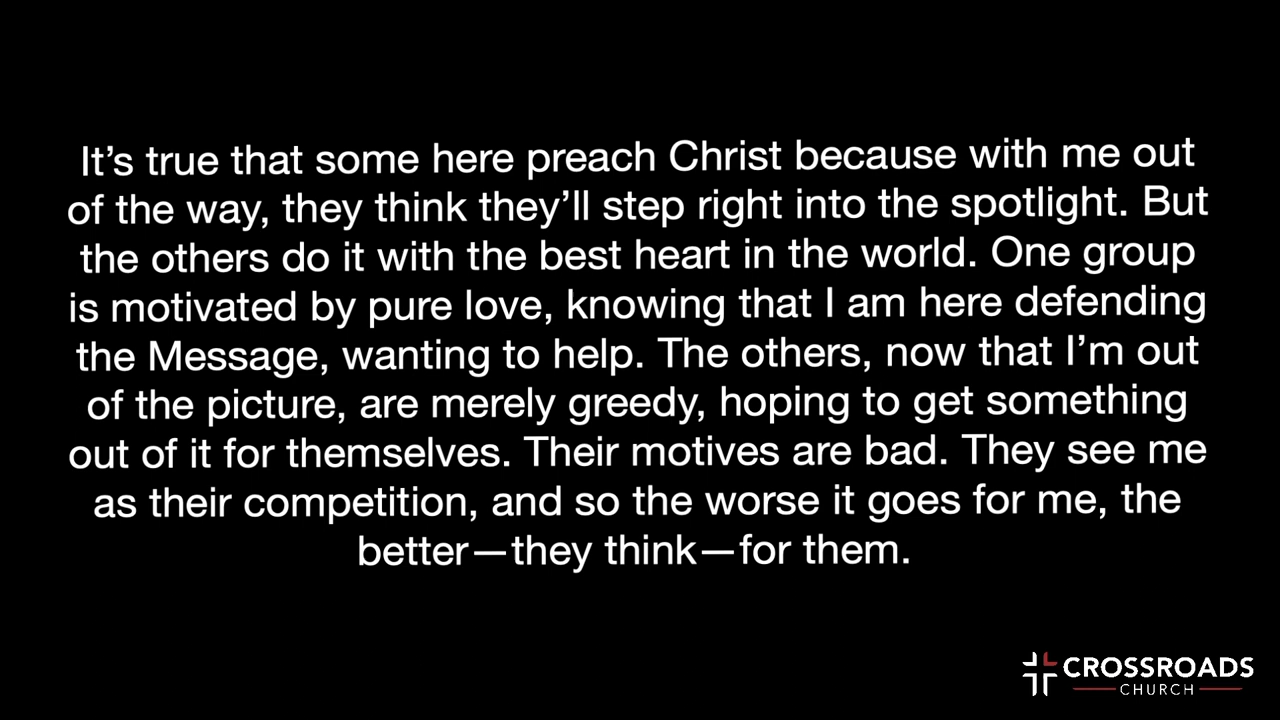 It’s true that some here preach Christ because with me out
of the way, they think they’ll step right into the spotlight. But
the others do it with the best heart in the world. One group
is motivated by pure love, knowing that I am here defending
the Message, wanting to help. The others, now that I’m out
of the picture, are merely greedy, hoping to get something
out of it for themselves. Their motives are bad. They see me
as their competition, and so the worse it goes for me, the
better—they think—for them.
CROSSROADS
CHURCH